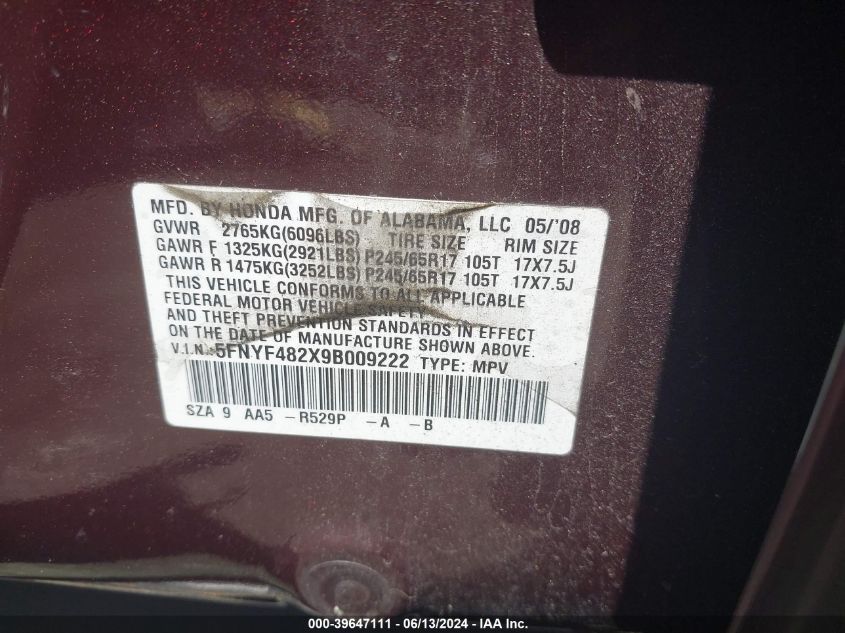 MFD. BY HONDA MFG. OF ALABAMA, LLC 05/'08
GVWR 2765KG(6096LBS) TIRE SIZE RIM SIZE
GAWR F 1325KG(2921LBS) P245/65R17 105T 17X7.5J
GAWR R 1475KG(3252LBS) P245/65R17 105T 17X7.5J
THIS VEHICLE CONFORMS TO ALL APPLICABLE
FEDERAL MOTOR VEHICLE SAFETY
AND THEFT PREVENTION STANDARDS IN EFFECT
ON THE DATE OF MANUFACTURE SHOWN ABOVE.
V.I.N.:5FNYF482X9B009222 TYPE: MPV
SZA 9 AA5 -R529P -A -B
000-39647111 - 06/13/2024 - IAA Inc.